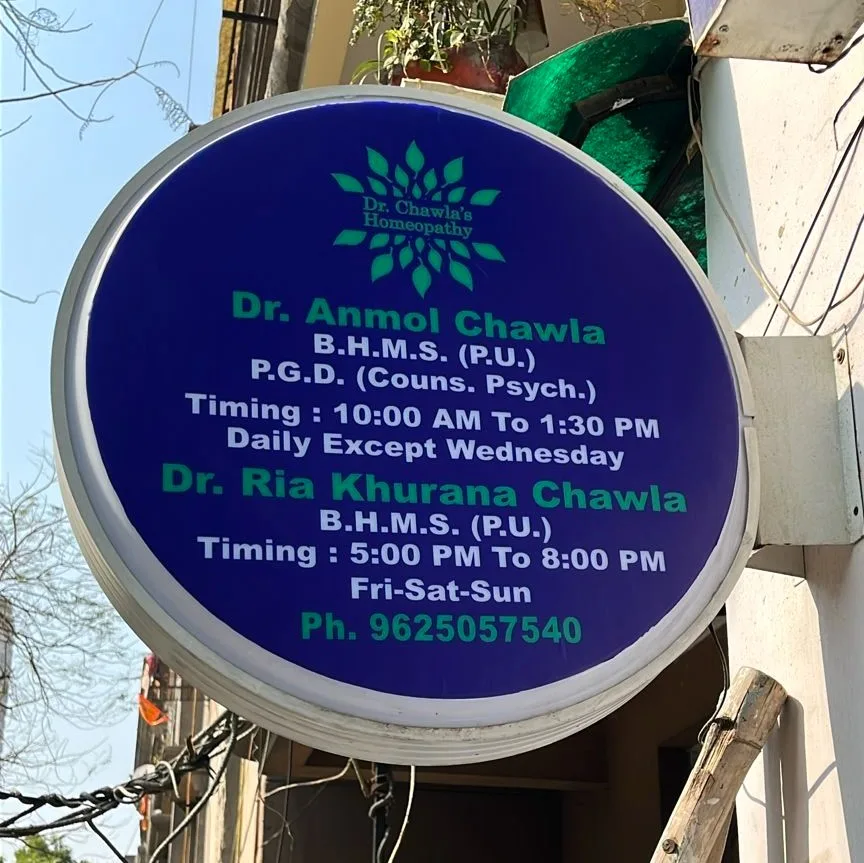 Dr. Chawla's
Homeopathy
Dr. Anmol Chawla
B.H.M.S. (P.U.)
P.G.D. (Couns. Psych.)
Timing : 10:00 AM To 1:30 PM
Daily Except Wednesday
Dr. Ria Khurana Chawla
B.H.M.S. (P.U.)
Timing : 5:00 PM To 8:00 PM
Fri-Sat-Sun
Ph. 9625057540